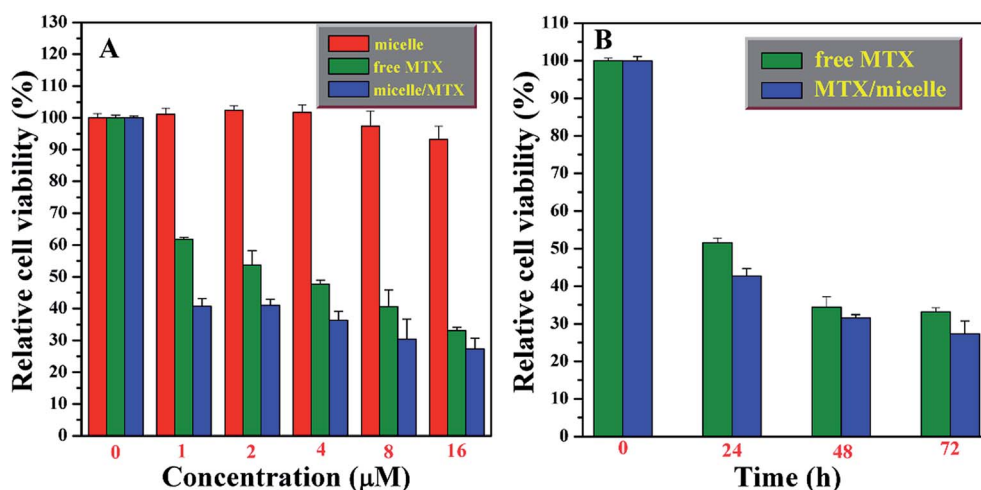 A
micelle
free MTX
micelle/MTX
Relative cell viability (%)
130
120
110
100
90
80
70
60
50
40
30
20
10
0
0 1 2 4 8 16
Concentration (μM)
B
free MTX
MTX/micelle
Relative cell viability (%)
110
100
90
80
70
60
50
40
30
20
10
0
0 24 48 72
Time (h)